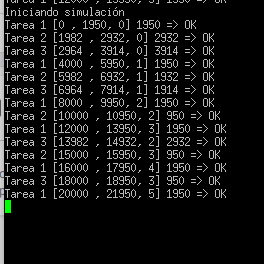 Iniciando simulación
Tarea 1 [0 , 1950, 0] 1950 => OK
Tarea 2 [1982 , 2932, 0] 2932 => OK
Tarea 3 [2964 , 3914, 0] 3914 => OK
Tarea 1 [4000 , 5950, 1] 1950 => OK
Tarea 2 [5982 , 6932, 1] 1932 => OK
Tarea 3 [6964 , 7914, 1] 1914 => OK
Tarea 1 [8000 , 9950, 2] 1950 => OK
Tarea 2 [10000 , 10950, 2] 950 => OK
Tarea 1 [12000 , 13950, 3] 1950 => OK
Tarea 3 [13982 , 14932, 2] 2932 => OK
Tarea 2 [15000 , 15950, 3] 950 => OK
Tarea 1 [16000 , 17950, 4] 1950 => OK
Tarea 3 [18000 , 18950, 3] 950 => OK
Tarea 1 [20000 , 21950, 5] 1950 => OK